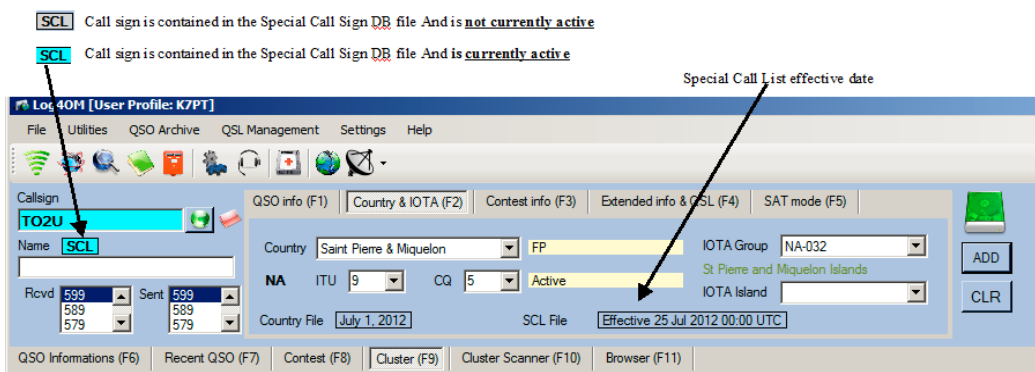 SCL Call sign is contained in the Special Call Sign DB file And is not currently active
SCL Call sign is contained in the Special Call Sign DB file And is currently active
Special Call List effective date
Log4OM [User Profile: K7PT]
File Utilities QSO Archive QSL Management Settings Help
Callsign
TO2U
Name SCL
Rcvd 599 Sent 599
589 589
579 579
QSO info (F1) Country & IOTA (F2) Contest info (F3) Extended info & QSL (F4) SAT mode (F5)
Country Saint Pierre & Miquelon FP IOTA Group NA-032
St Pierre and Miquelon Islands
NA ITU 9 CQ 5 Active
IOTA Island
Country File July 1, 2012 SCL File Effective 25 Jul 2012 00:00 UTC
ADD
CLR
QSO Informations (F6) Recent QSO (F7) Contest (F8) Cluster (F9) Cluster Scanner (F10) Browser (F11)